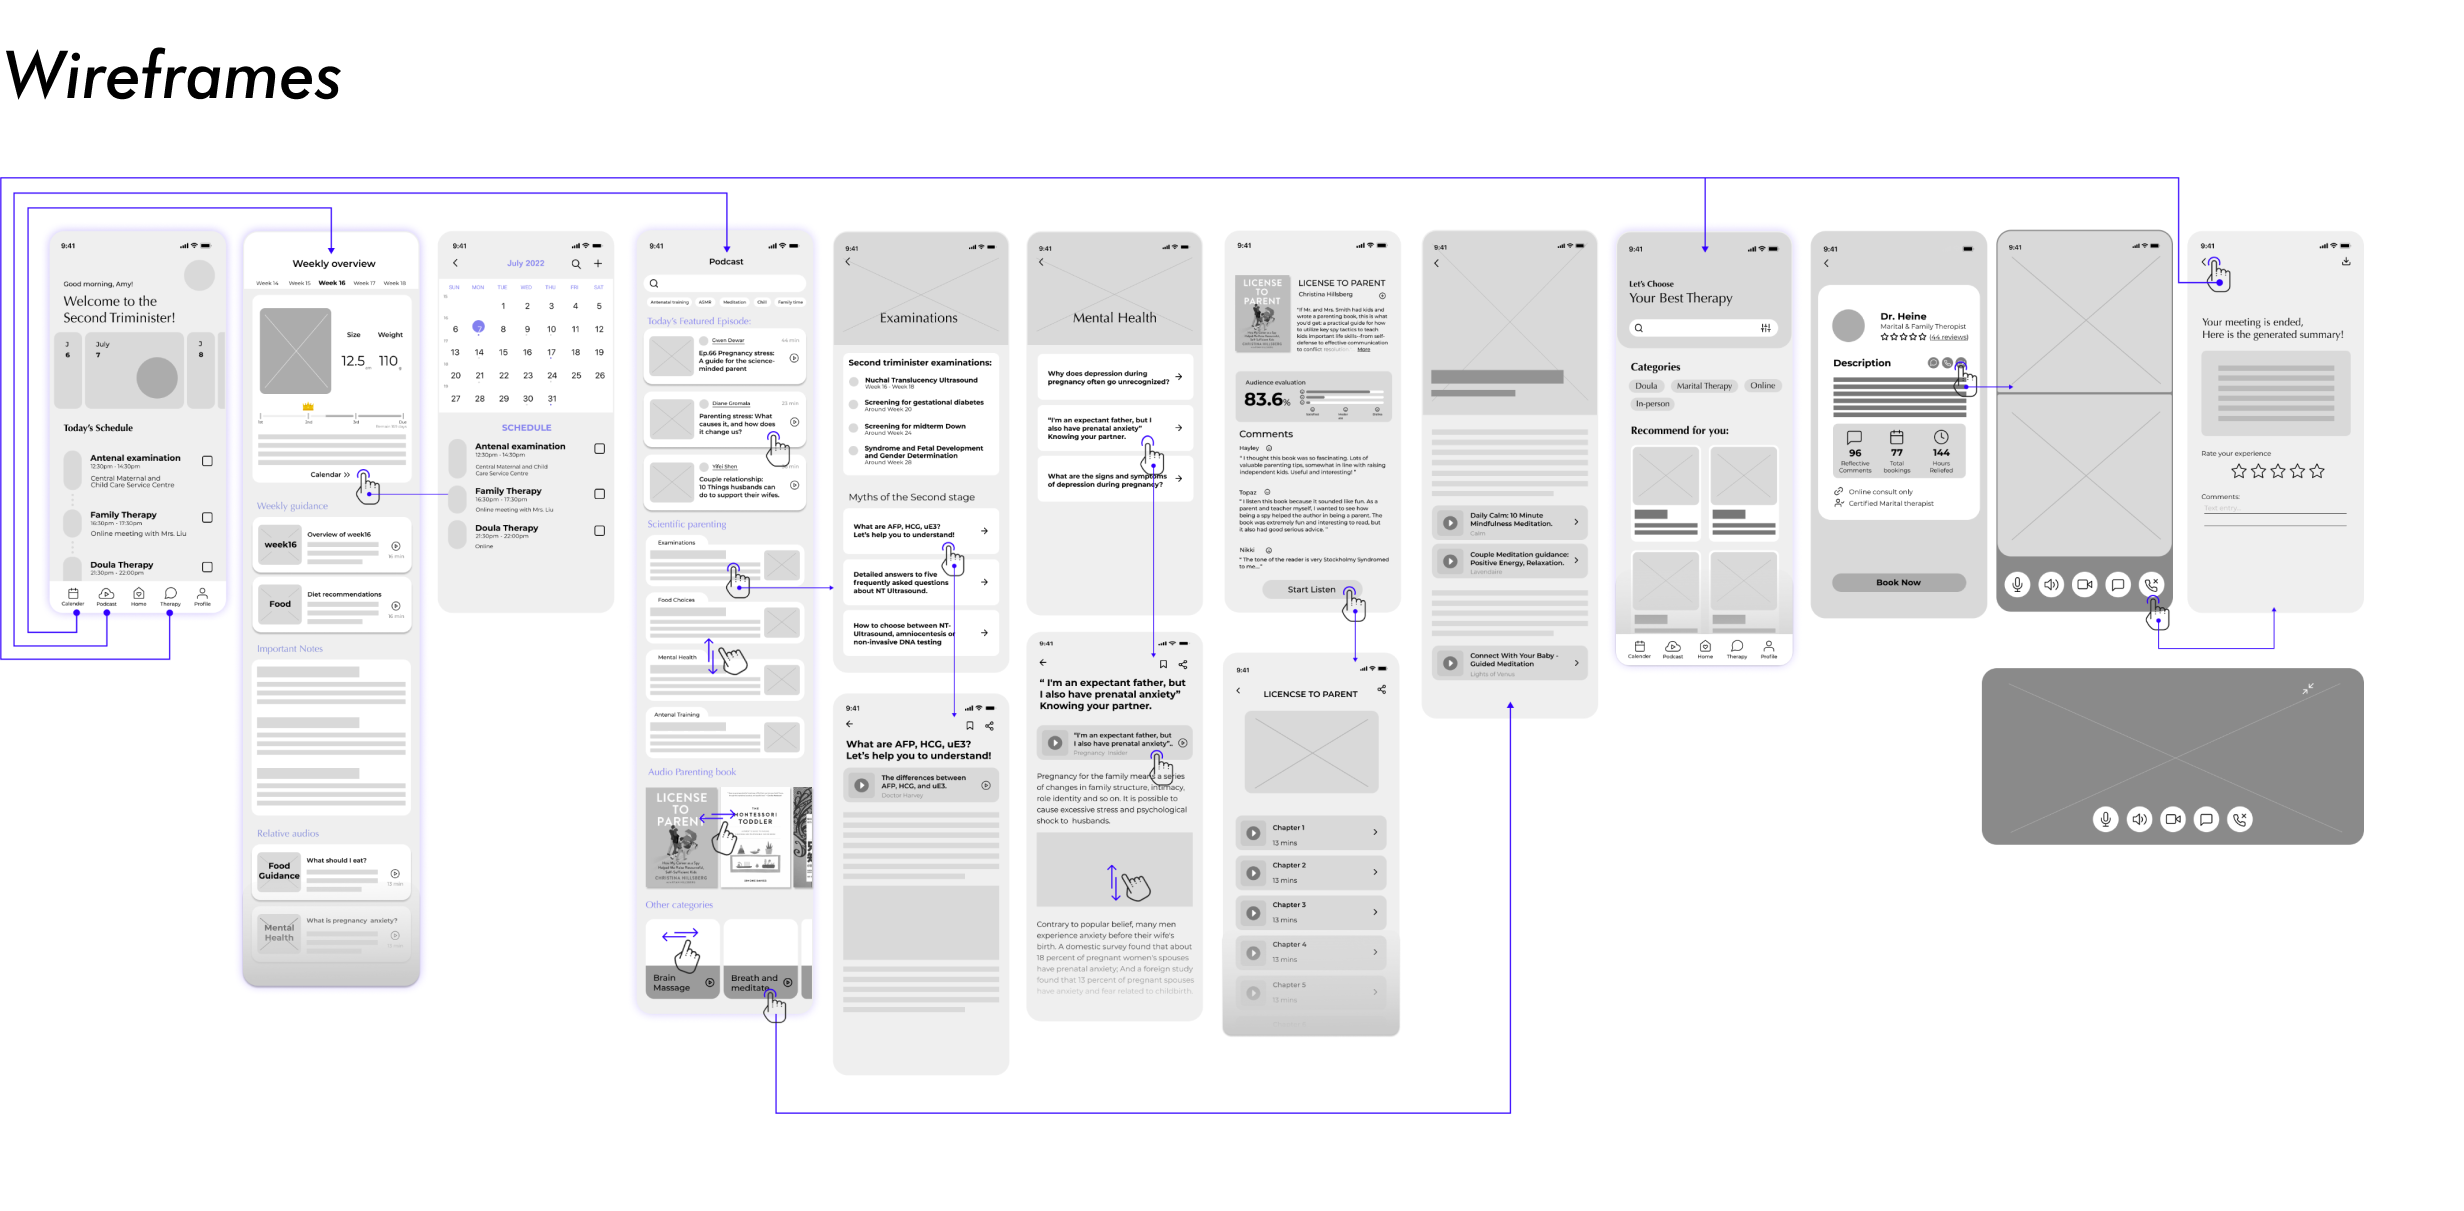 Wireframes
9:41
Good morning, Amy!
Welcome to the
Second Triminister!
J
6
July
7
J
8
Today's Schedule
Antenal examination
12:30pm - 14:30pm
Central Maternal and
Child Care Service Centre
Family Therapy
16:30pm - 17:30pm
Online meeting with Mrs. Liu
Doula Therapy
21:30pm - 22:00pm
Calender
Podcast
Home
Therapy
Profile
Weekly overview
Week 14 Week 15 Week 16 Week 17 Week 18
Size Weight
12.5 cm 110 g
1st 2nd 3rd Due
Calendar >>
Weekly guidance
week16
Overview of week16
16 min
Food
Diet recommendations
16 min
Important Notes
Relative audios
Food
Guidance
What should I eat?
13 min
Mental
Health
What is pregnancy anxiety?
9:41
July 2022
SUN MON TUE WED THU FRI SAT
1 2 3 4 5
6 7 8 9 10 11 12
13 14 15 16 17 18 19
20 21 22 23 24 25 26
27 28 29 30 31
SCHEDULE
Antenal examination
12:30pm - 14:30pm
Central Maternal and Child
Care Service Centre
Family Therapy
16:30pm - 17:30pm
Online meeting with Mrs. Liu
Doula Therapy
21:30pm - 22:00pm
Online
9:41
Podcast
Antenatal training ASMR Meditation Chill Family time
Today's Featured Episode:
Gwen Dewar
44 min
Ep.66 Pregnancy stress:
A guide for the science-
minded parent
Diane Gromala
23 min
Parenting stress: What
causes it, and how does
it change us?
Yifei Shon
min
Couple relationship:
10 Things husbands can
do to support their wifes.
Scientific parenting
Examinations
Food Choices
Mental Health
Antenal Training
Audio Parenting book
LICENSE
TO
PARENT
CHRISTINA HILLSBERG
THE
MONTESSORI
TODDLER
Other categories
Brain
Massage
Breath and
meditate
9:41
Examinations
Second triminister examinations:
Nuchal Translucency Ultrasound
Week 16 - Week 18
Screening for gestational diabetes
Around Week 20
Screening for midterm Down
Around Week 24
Syndrome and Fetal Development
and Gender Determination
Around Week 28
Myths of the Second stage
What are AFP, HCG, uE3?
Let's help you to understand!
Detailed answers to five
frequently asked questions
about NT Ultrasound.
How to choose between NT-
Ultrasound, amniocentesis or
non-invasive DNA testing
9:41
What are AFP, HCG, uE3?
Let's help you to understand!
The differences between
AFP, HCG, and uE3.
Doctor Harvey
9:41
Mental Health
Why does depression during
pregnancy often go unrecognized?
"I'm an expectant father, but I
also have prenatal anxiety"
Knowing your partner.
What are the signs and symptoms
of depression during pregnancy?
9:41
" I'm an expectant father, but
I also have prenatal anxiety"
Knowing your partner.
"I'm an expectant father, but
I also have prenatal anxiety"..
Pregnancy Insider
Pregnancy for the family means a series
of changes in family structure, intimacy,
role identity and so on. It is possible to
cause excessive stress and psychological
shock to husbands.
Contrary to popular belief, many men
experience anxiety before their wife's
birth. A domestic survey found that about
18 percent of pregnant women's spouses
have prenatal anxiety; And a foreign study
found that 13 percent of pregnant spouses
have anxiety and fear related to childbirth.
9:41
LICENSE
TO
PARENT
CHRISTINA HILLSBERG
LICENSE TO PARENT
Christina Hillsberg
"If Mr. and Mrs. Smith had kids and
wrote a parenting book, this is what
you'd get: a practical guide for how
to utilize key spy tactics to teach
kids important life skills--from self-
defense to effective communication
to conflict resolution... More
Audience evaluation
83.6%
Comments
Hayley
" I thought this book was so fascinating. Lots of
valuable parenting tips, somewhat in line with raising
independent kids. Useful and interesting! "
Topaz
" I listen this book because it sounded like fun. As a
parent and teacher myself, I wanted to see how
being a spy helped the author in being a parent. The
book was extremely fun and interesting to read, but
it also had good serious advice. "
Nikki
" The tone of the reader is very Stockholmy Syndromed
to me..."
Start Listen
9:41
LICENCSE TO PARENT
Chapter 1
13 mins
Chapter 2
13 mins
Chapter 3
13 mins
Chapter 4
13 mins
Chapter 5
13 mins
9:41
Daily Calm: 10 Minute
Mindfulness Meditation.
Calm
Couple Meditation guidance:
Positive Energy, Relaxation.
Lavendaire
Connect With Your Baby -
Guided Meditation
Lights of Venus
9:41
Let's Choose
Your Best Therapy
Categories
Doula Marital Therapy Online
In-person
Recommend for you:
Calender
Podcast
Home
Therapy
Profile
9:41
Dr. Heine
Marital & Family Theropist
(44 reviews)
Description
96
Reflective
Comments
77
Total
bookings
144
Hours
Reliefed
Online consult only
Certified Marital therapist
Book Now
9:41
9:41
Your meeting is ended,
Here is the generated summary!
Rate your experience
Comments:
Text entry...